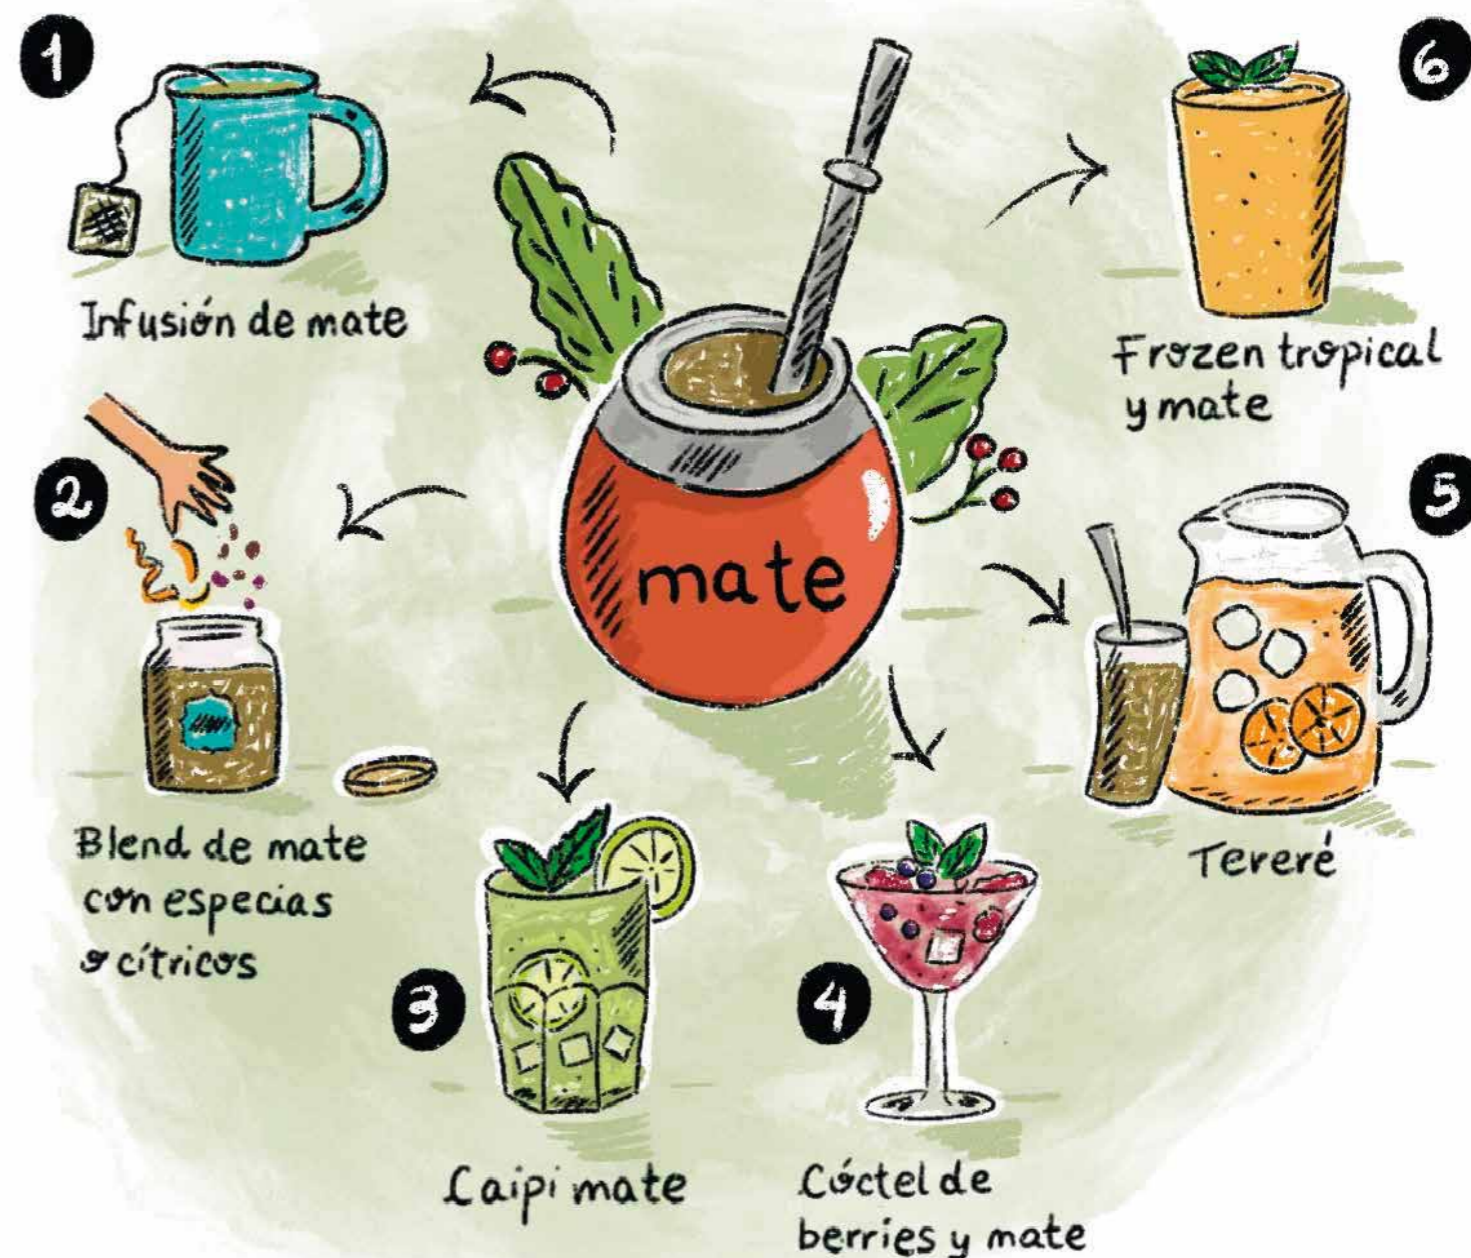 1
Infusión de mate
2
Blend de mate
con especias
o cítricos
3
Caipi mate
4
Cóctel de
berries y mate
5
Tereré
6
Frozen tropical
y mate
mate